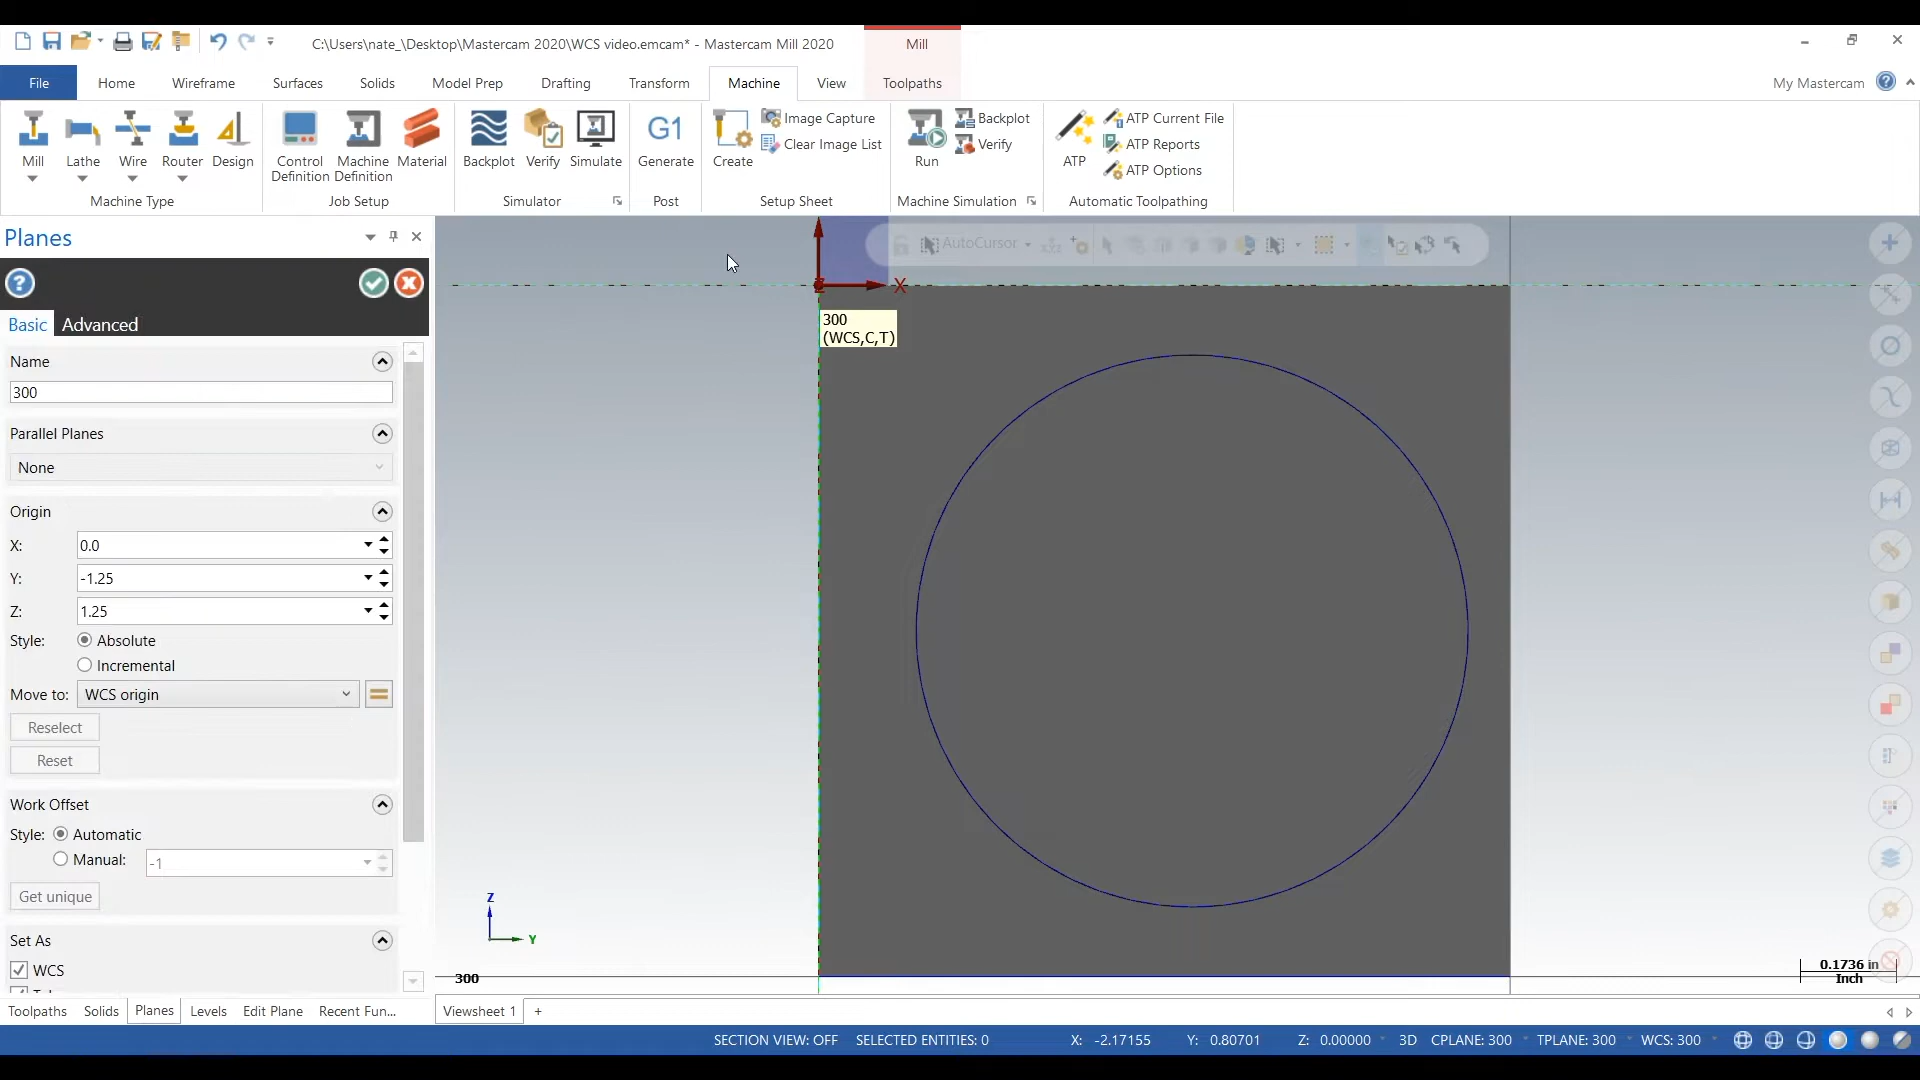 C:\Users\nate_\Desktop\Mastercam 2020\WCS video.emcam* - Mastercam Mill 2020
Mill
File
Home
Wireframe
Surfaces
Solids
Model Prep
Drafting
Transform
Machine
View
Toolpaths
My Mastercam
Mill
Lathe
Wire
Router
Design
Machine Type
Control Definition
Machine Definition
Material
Job Setup
Backplot
Verify
Simulate
Simulator
G1
Generate
Post
Create
Image Capture
Clear Image List
Setup Sheet
Run
Backplot
Verify
Machine Simulation
ATP
ATP Current File
ATP Reports
ATP Options
Automatic Toolpathing
Planes
Basic
Advanced
Name
300
Parallel Planes
None
Origin
X: 0.0
Y: -1.25
Z: 1.25
Style: Absolute
Incremental
Move to: WCS origin
Reselect
Reset
Work Offset
Style: Automatic
Manual: -1
Get unique
Set As
WCS
AutoCursor
Z
X
300
(WCS,C,T)
Z
Y
300
0.1736 in
Inch
Toolpaths
Solids
Planes
Levels
Edit Plane
Recent Fun...
Viewsheet 1
+
SECTION VIEW: OFF
SELECTED ENTITIES: 0
X: -2.17155
Y: 0.80701
Z: 0.00000
3D
CPLANE: 300
TPLANE: 300
WCS: 300